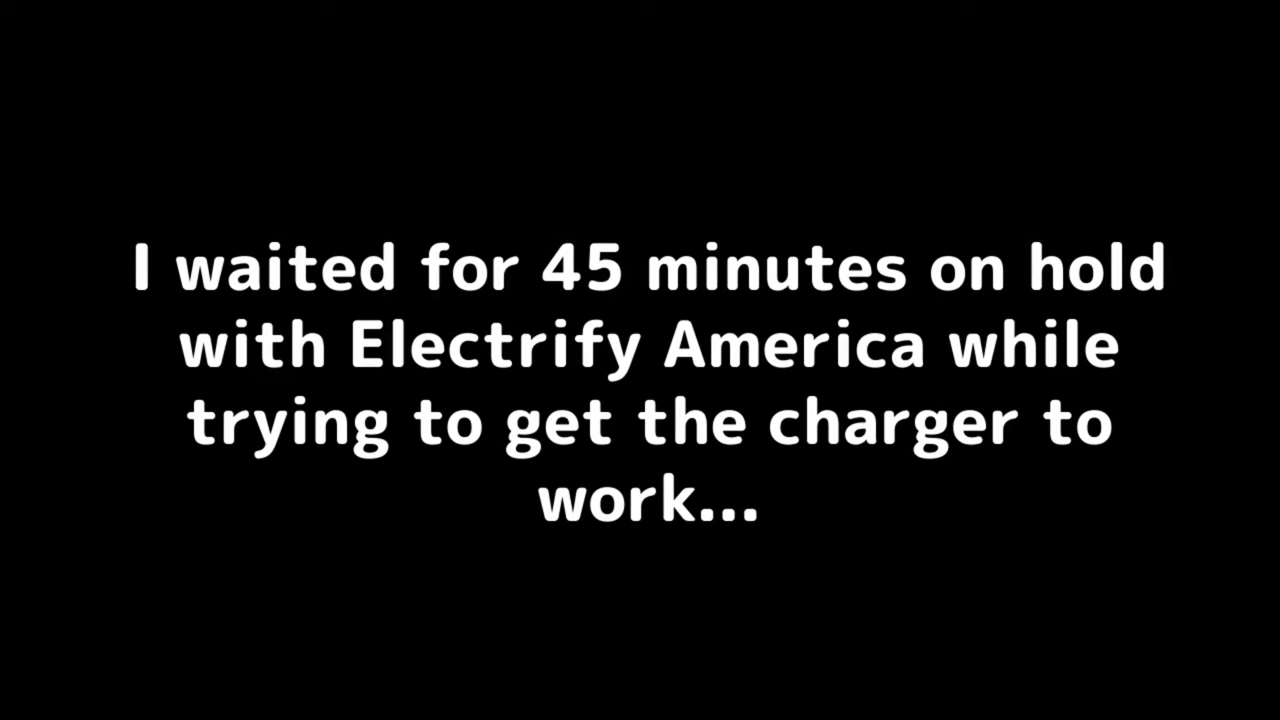 I waited for 45 minutes on hold
with Electrify America while
trying to get the charger to
work...